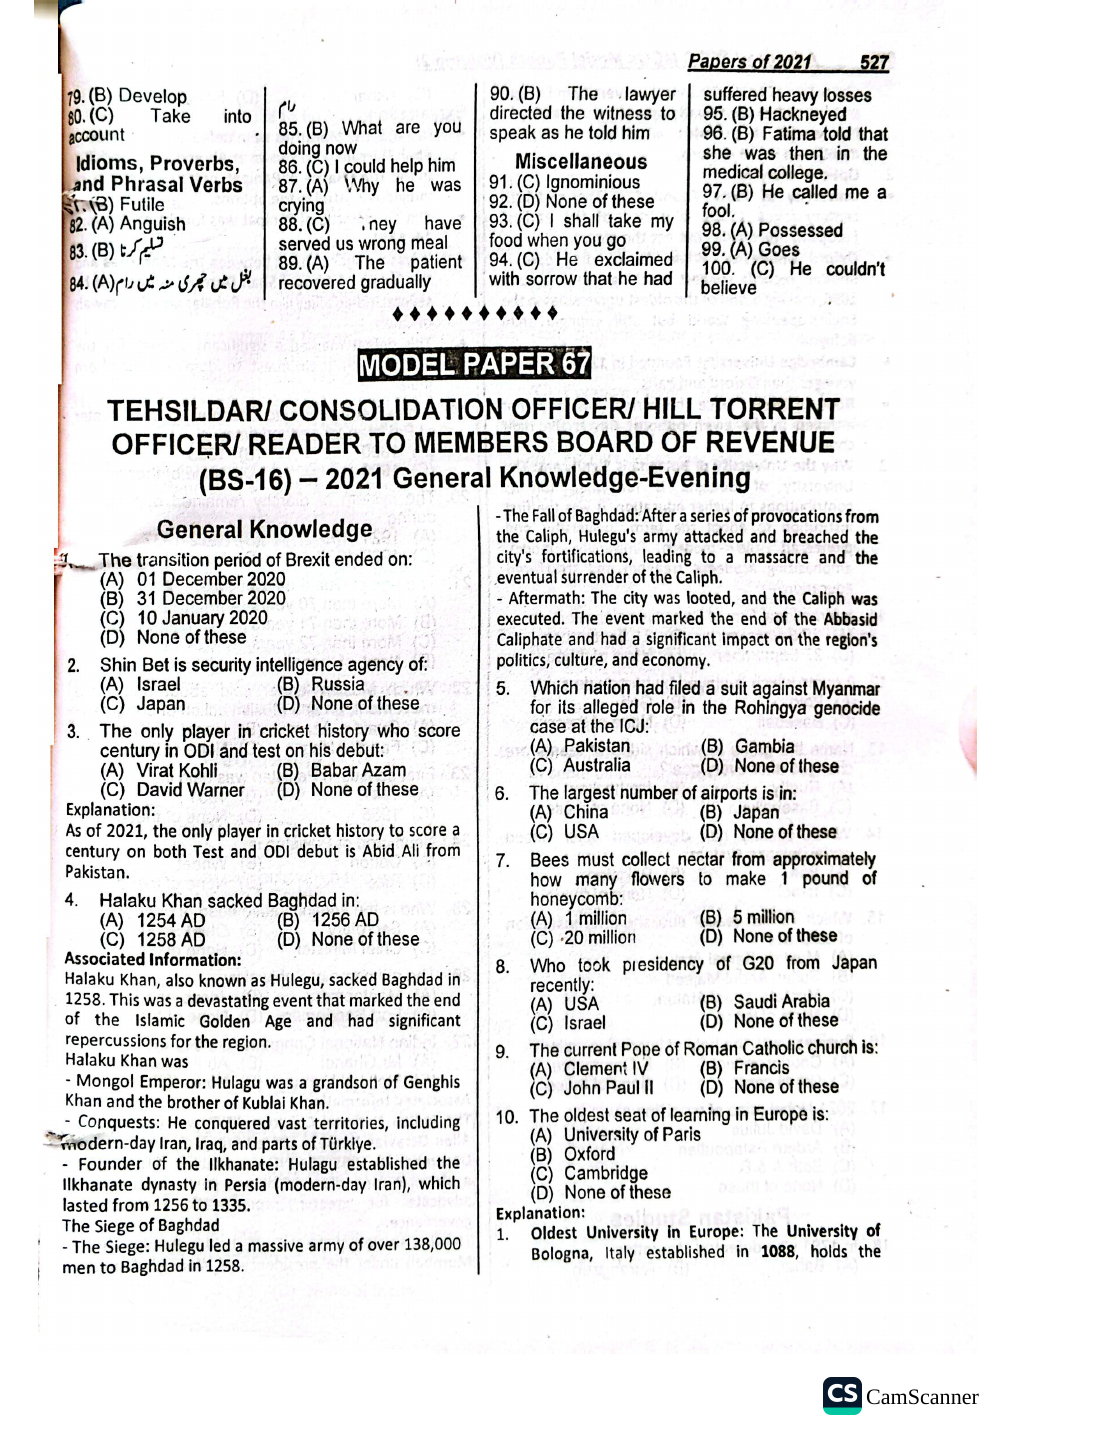 Papers of 2021 527
79. (B) Develop
80. (C) Take into
account
Idioms, Proverbs,
and Phrasal Verbs
(B) Futile
82. (A) Anguish
83. (B) تسلیم کرنا
84. (A)
85. (B) What are you
doing now
86. (C) I could help him
87. (A) Why he was
crying
88. (C) ney have
served us wrong meal
89. (A) The patient
recovered gradually
90. (B) The lawyer
directed the witness to
speak as he told him
Miscellaneous
91. (C) Ignominious
92. (D) None of these
93. (C) I shall take my
food when you go
94. (C) He exclaimed
with sorrow that he had
suffered heavy losses
95. (B) Hackneyed
96. (B) Fatima told that
she was then in the
medical college.
97. (B) He called me a
fool.
98. (A) Possessed
99. (A) Goes
100. (C) He couldn't
believe
♦♦♦♦♦♦♦♦♦♦
MODEL PAPER 67
TEHSILDAR/ CONSOLIDATION OFFICER/ HILL TORRENT
OFFICER/ READER TO MEMBERS BOARD OF REVENUE
(BS-16) – 2021 General Knowledge-Evening
General Knowledge
1. The transition period of Brexit ended on:
(A) 01 December 2020
(B) 31 December 2020
(C) 10 January 2020
(D) None of these
2. Shin Bet is security intelligence agency of:
(A) Israel (B) Russia
(C) Japan (D) None of these
3. The only player in cricket history who score
century in ODI and test on his debut:
(A) Virat Kohli (B) Babar Azam
(C) David Warner (D) None of these
Explanation:
As of 2021, the only player in cricket history to score a
century on both Test and ODI debut is Abid Ali from
Pakistan.
4. Halaku Khan sacked Baghdad in:
(A) 1254 AD (B) 1256 AD
(C) 1258 AD (D) None of these
Associated Information:
Halaku Khan, also known as Hulegu, sacked Baghdad in
1258. This was a devastating event that marked the end
of the Islamic Golden Age and had significant
repercussions for the region.
Halaku Khan was
- Mongol Emperor: Hulagu was a grandson of Genghis
Khan and the brother of Kublai Khan.
- Conquests: He conquered vast territories, including
modern-day Iran, Iraq, and parts of Türkiye.
- Founder of the Ilkhanate: Hulagu established the
Ilkhanate dynasty in Persia (modern-day Iran), which
lasted from 1256 to 1335.
The Siege of Baghdad
- The Siege: Hulegu led a massive army of over 138,000
men to Baghdad in 1258.
- The Fall of Baghdad: After a series of provocations from
the Caliph, Hulegu's army attacked and breached the
city's fortifications, leading to a massacre and the
eventual surrender of the Caliph.
- Aftermath: The city was looted, and the Caliph was
executed. The event marked the end of the Abbasid
Caliphate and had a significant impact on the region's
politics, culture, and economy.
5. Which nation had filed a suit against Myanmar
for its alleged role in the Rohingya genocide
case at the ICJ:
(A) Pakistan (B) Gambia
(C) Australia (D) None of these
6. The largest number of airports is in:
(A) China (B) Japan
(C) USA (D) None of these
7. Bees must collect nectar from approximately
how many flowers to make 1 pound of
honeycomb:
(A) 1 million (B) 5 million
(C) 20 million (D) None of these
8. Who took presidency of G20 from Japan
recently:
(A) USA (B) Saudi Arabia
(C) Israel (D) None of these
9. The current Pope of Roman Catholic church is:
(A) Clement IV (B) Francis
(C) John Paul II (D) None of these
10. The oldest seat of learning in Europe is:
(A) University of Paris
(B) Oxford
(C) Cambridge
(D) None of these
Explanation:
1. Oldest University in Europe: The University of
Bologna, Italy established in 1088, holds the
CS CamScanner